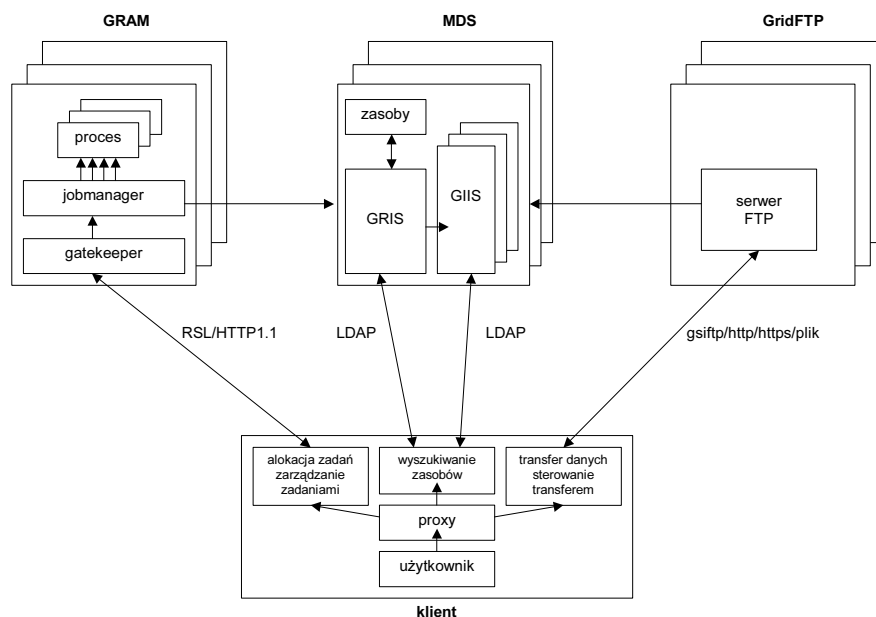 GRAM
MDS
GridFTP
proces
jobmanager
gatekeeper
zasoby
GRIS
GIIS
serwer
FTP
RSL/HTTP1.1
LDAP
LDAP
gsiftp/http/https/plik
alokacja zadań
zarządzanie
zadaniami
wyszukiwanie
zasobów
transfer danych
sterowanie
transferem
proxy
użytkownik
klient